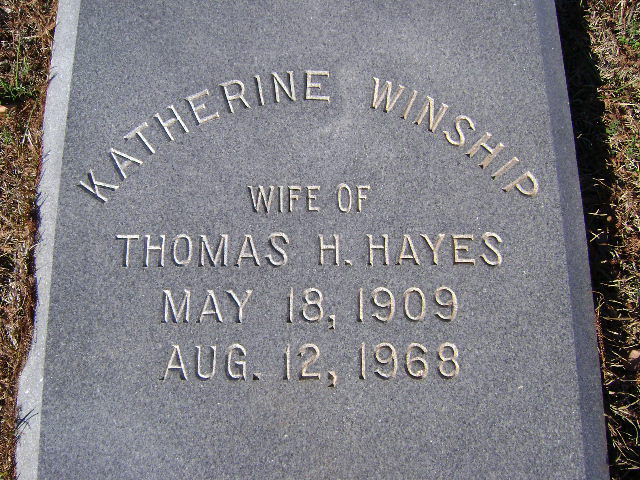 KATHERINE WINSHIP
WIFE OF
THOMAS H. HAYES
MAY 18, 1909
AUG. 12, 1968